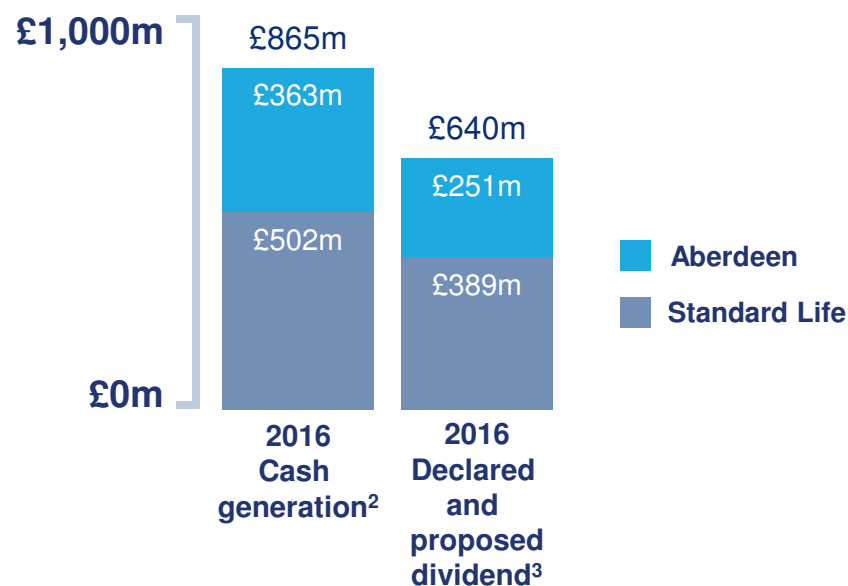 £1,000m
£865m
£363m
£502m
£640m
£251m
£389m
Aberdeen
Standard Life
£0m
2016
Cash
generation²
2016
Declared
and
proposed
dividend³